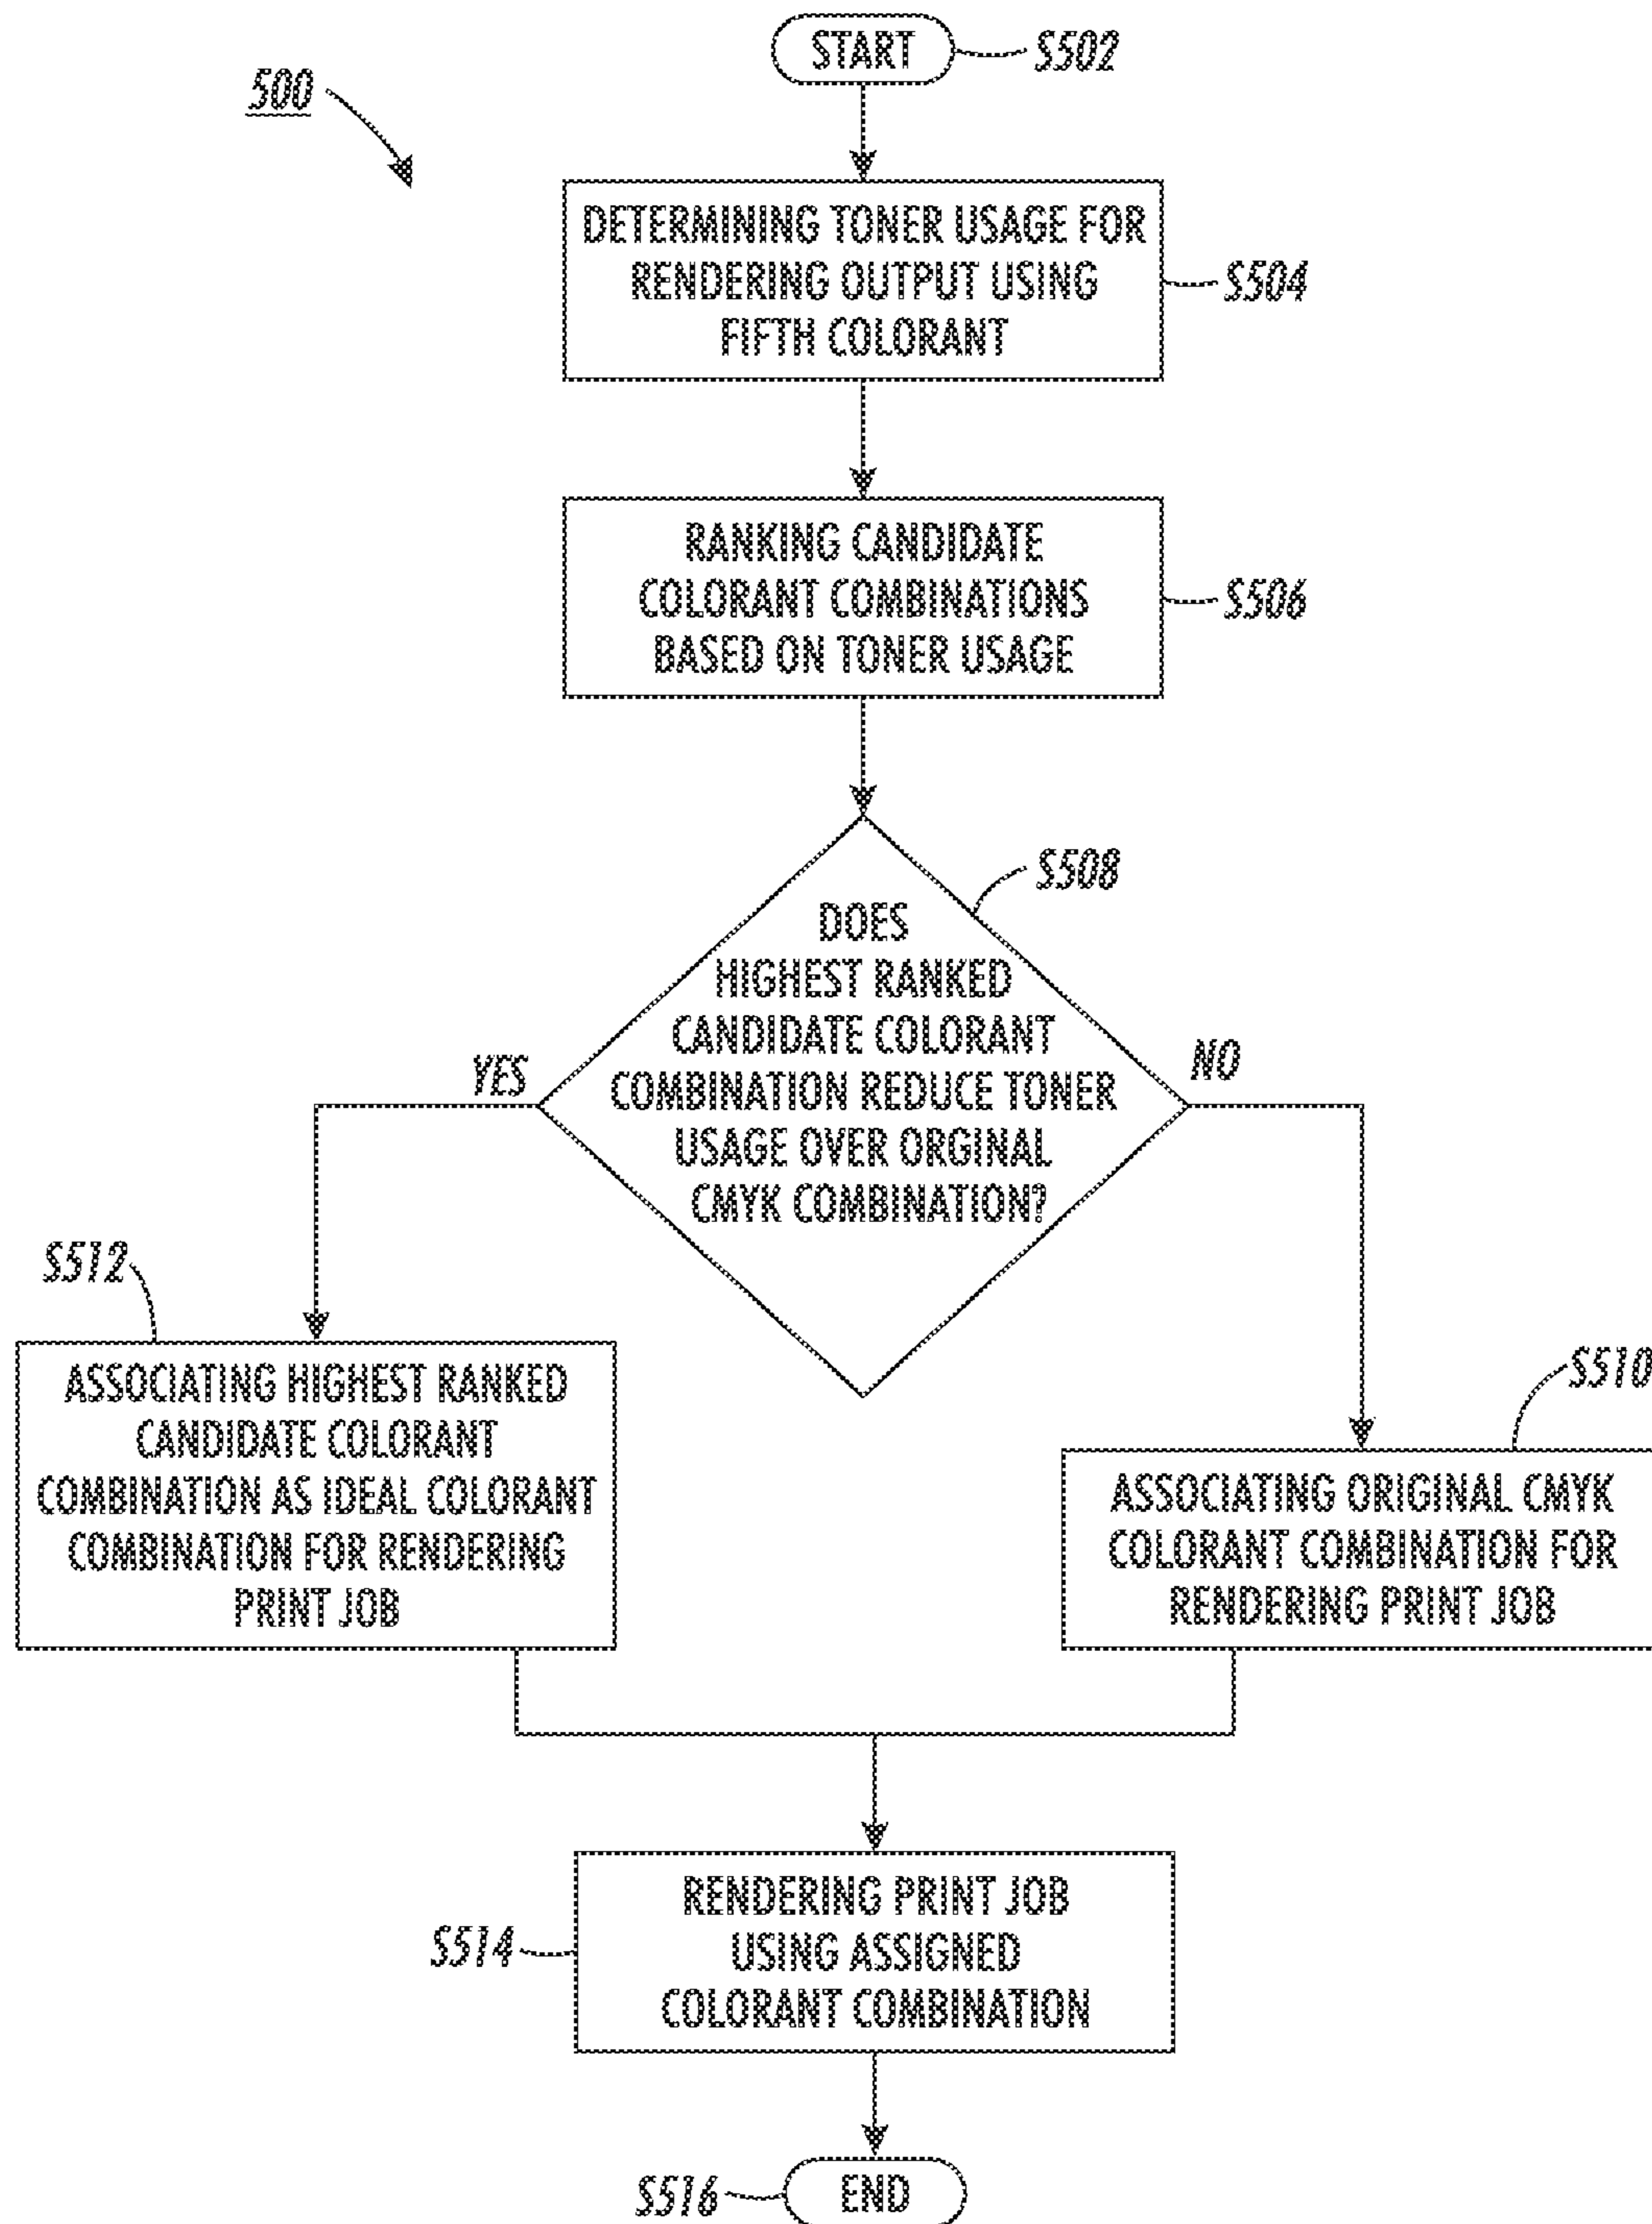 START
S502
500
DETERMINING TONER USAGE FOR
RENDERING OUTPUT USING
FIFTH COLORANT
S504
RANKING CANDIDATE
COLORANT COMBINATIONS
BASED ON TONER USAGE
S506
S508
DOES
HIGHEST RANKED
CANDIDATE COLORANT
COMBINATION REDUCE TONER
USAGE OVER ORGINAL
CMYK COMBINATION?
YES
NO
S512
ASSOCIATING HIGHEST RANKED
CANDIDATE COLORANT
COMBINATION AS IDEAL COLORANT
COMBINATION FOR RENDERING
PRINT JOB
S510
ASSOCIATING ORIGINAL CMYK
COLORANT COMBINATION FOR
RENDERING PRINT JOB
S514
RENDERING PRINT JOB
USING ASSIGNED
COLORANT COMBINATION
S516
END